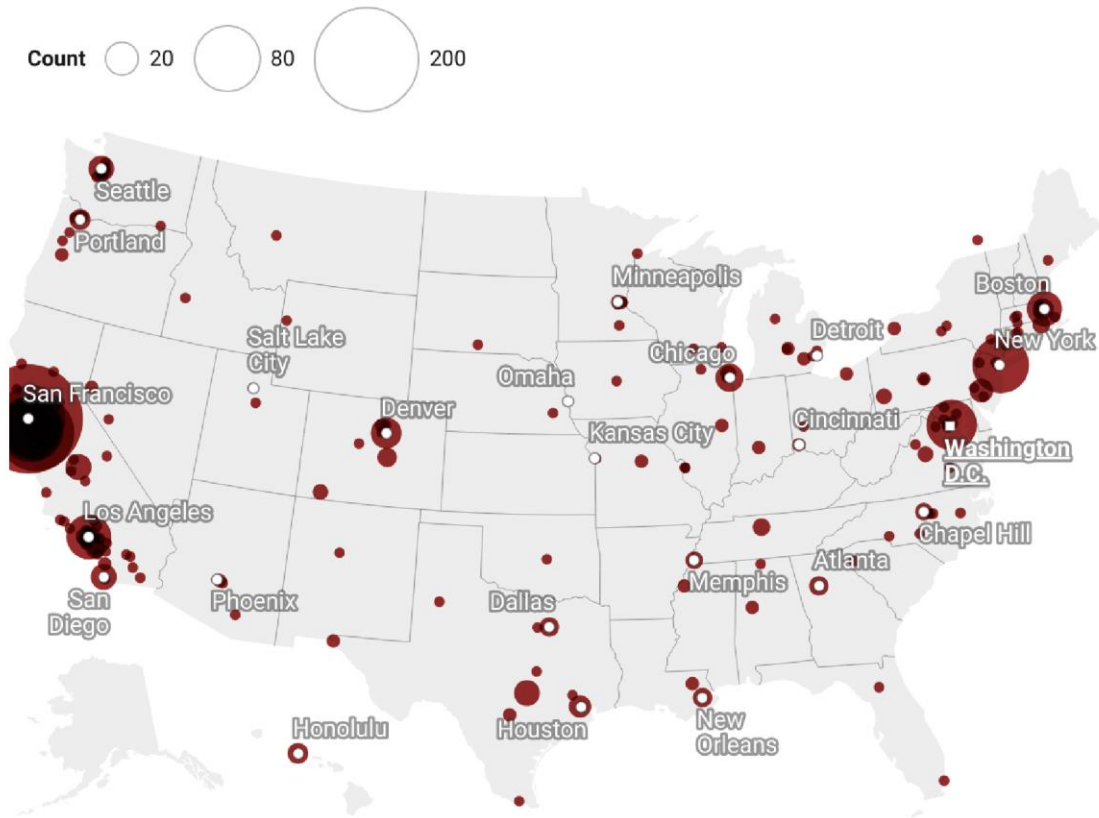 Count 20 80 200
Seattle
Portland
Minneapolis
Boston
Salt Lake
City
Detroit
New York
Chicago
Omaha
San Francisco
Denver
Cincinnati
Kansas City
Washington
D.C.
Los Angeles
Chapel Hill
Atlanta
Memphis
Phoenix
Dallas
San
Diego
Honolulu
Houston
New
Orleans